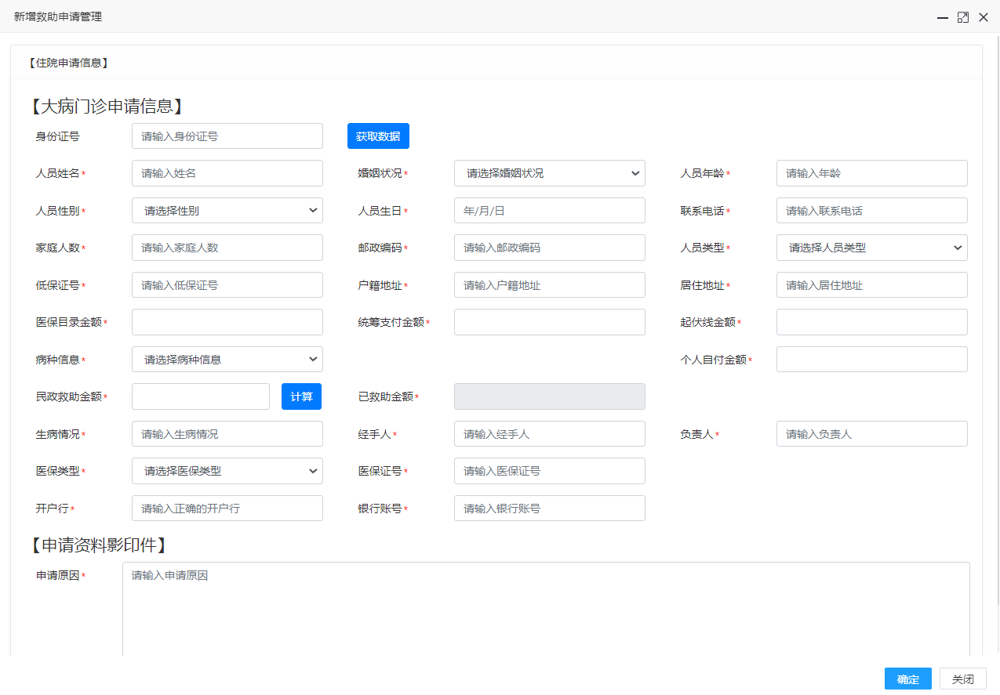 新增救助申请管理
【住院申请信息】
【大病门诊申请信息】
身份证号 请输入身份证号 获取数据
人员姓名* 请输入姓名 婚姻状况* 请选择婚姻状况 人员年龄* 请输入年龄
人员性别* 请选择性别 人员生日* 年/月/日 联系电话* 请输入联系电话
家庭人数* 请输入家庭人数 邮政编码* 请输入邮政编码 人员类型* 请选择人员类型
低保证号* 请输入低保证号 户籍地址* 请输入户籍地址 居住地址* 请输入居住地址
医保目录金额* 统筹支付金额* 起伏线金额*
病种信息* 请选择病种信息 个人自付金额*
民政救助金额* 计算 已救助金额*
生病情况* 请输入生病情况 经手人* 请输入经手人 负责人* 请输入负责人
医保类型* 请选择医保类型 医保证号* 请输入医保证号
开户行* 请输入正确的开户行 银行账号* 请输入银行账号
【申请资料影印件】
申请原因* 请输入申请原因
确定 关闭